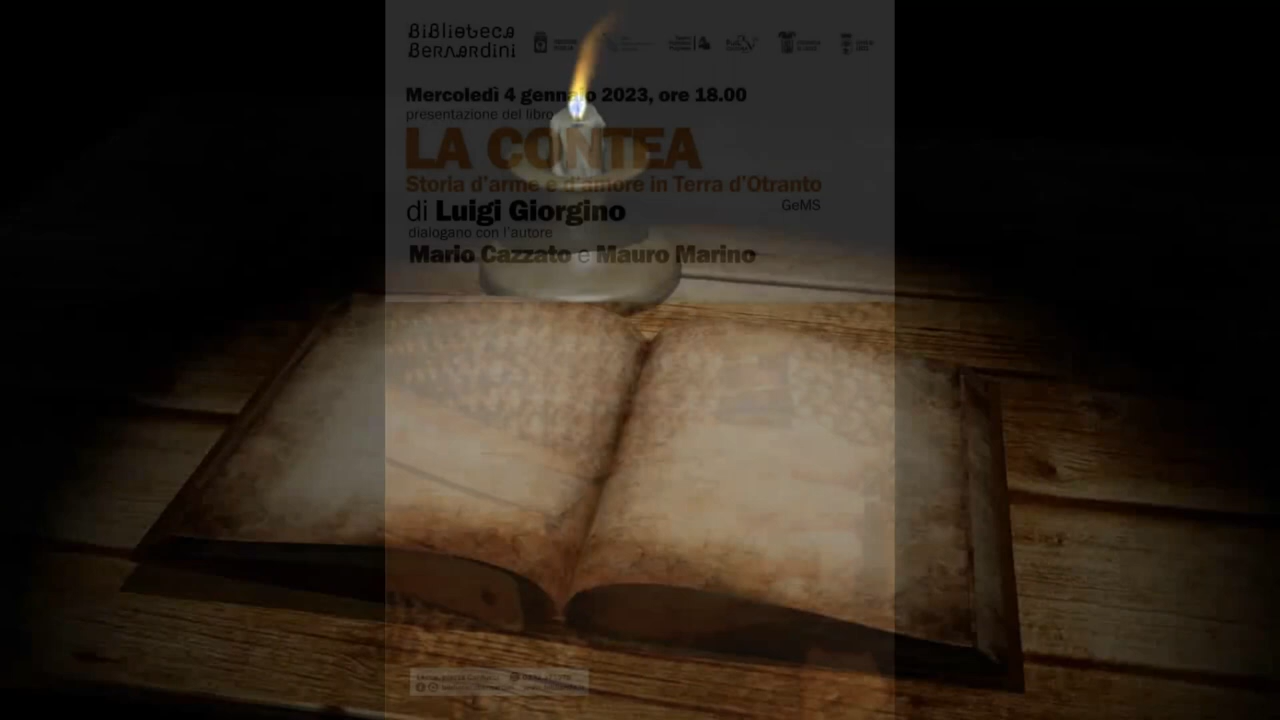 BiBlioteca
BerNardini
Mercoledì 4 gennaio 2023, ore 18.00
presentazione del libro
LA CONTEA
Storia d'arme e d'amore in Terra d'Otranto
GeMS
di Luigi Giorgino
dialogano con l'autore
Mario Cazzato e Mauro Marino